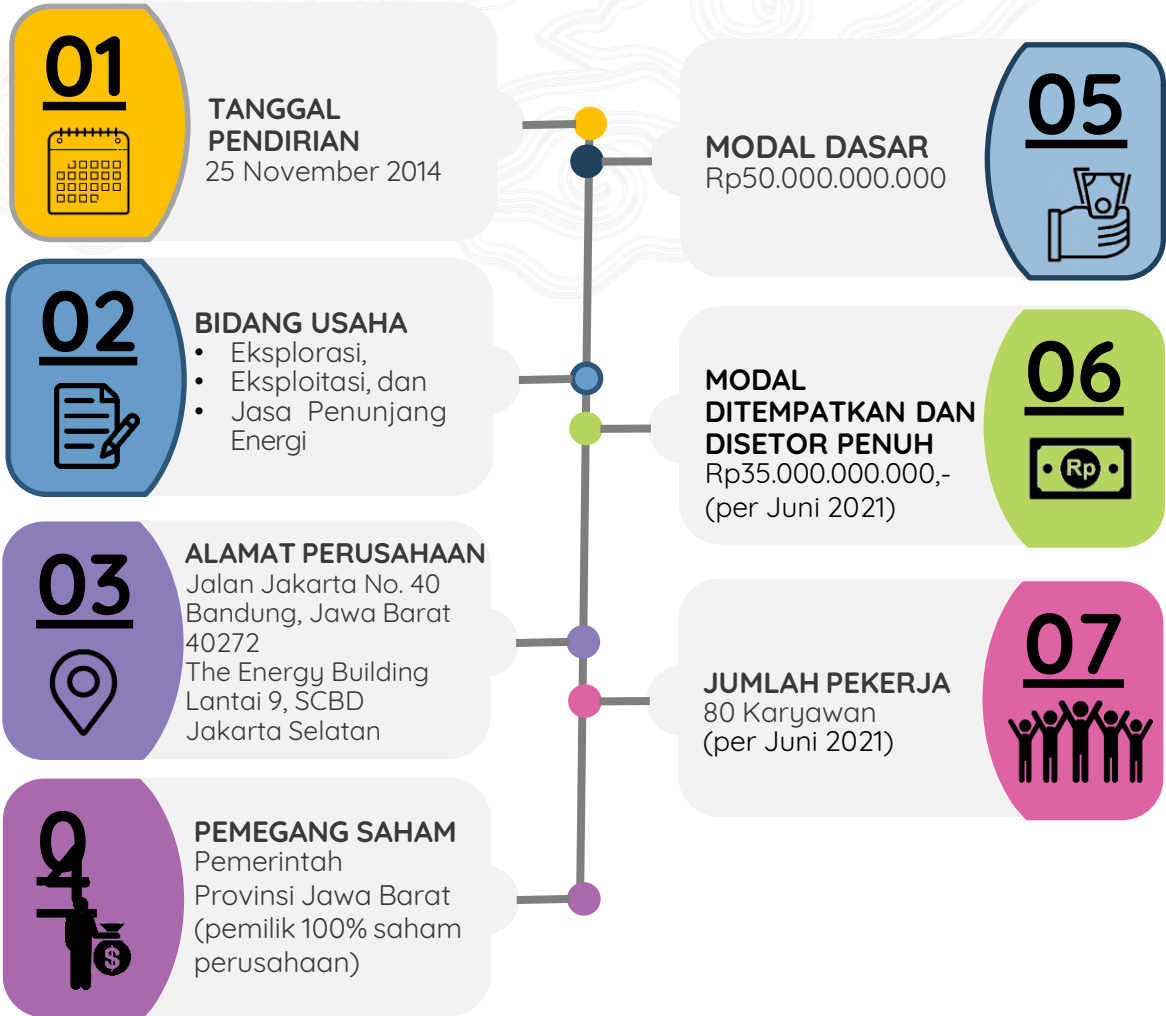 01
TANGGAL
PENDIRIAN
25 November 2014
02
BIDANG USAHA
• Eksplorasi,
• Eksploitasi, dan
• Jasa Penunjang
Energi
03
ALAMAT PERUSAHAAN
Jalan Jakarta No. 40
Bandung, Jawa Barat
40272
The Energy Building
Lantai 9, SCBD
Jakarta Selatan
04
$
PEMEGANG SAHAM
Pemerintah
Provinsi Jawa Barat
(pemilik 100% saham
perusahaan)
05
MODAL DASAR
Rp50.000.000.000
06
Rp
MODAL
DITEMPATKAN DAN
DISETOR PENUH
Rp35.000.000.000,-
(per Juni 2021)
07
JUMLAH PEKERJA
80 Karyawan
(per Juni 2021)